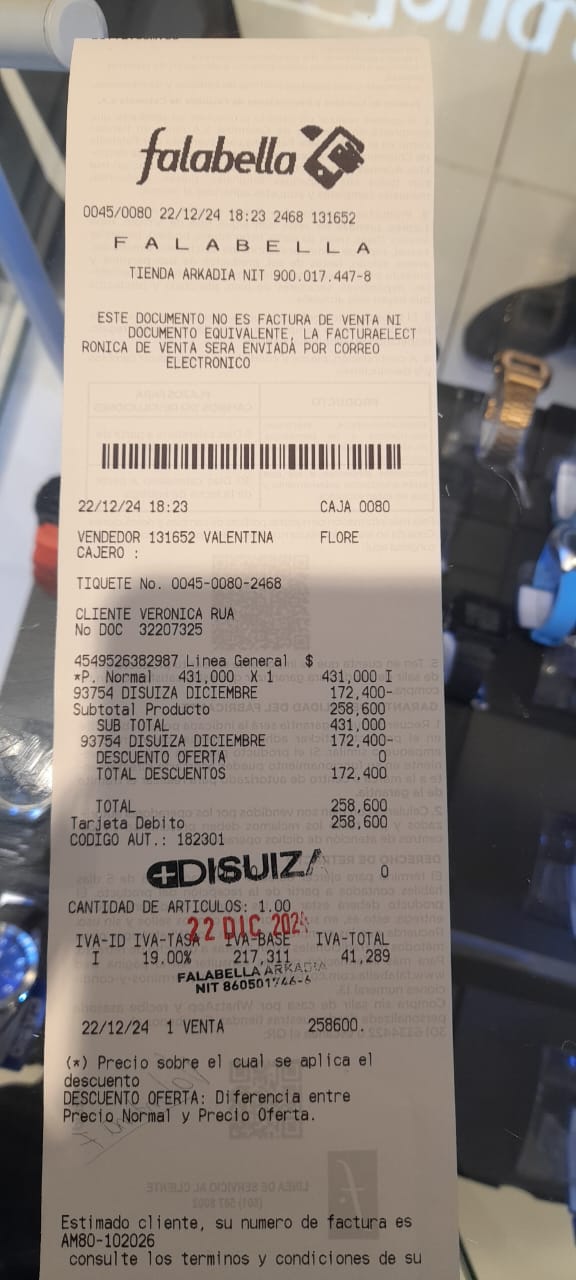 falabella
0045/0080 22/12/24 18:23 2468 131652
F A L A B E L L A
TIENDA ARKADIA NIT 900.017.447-8
ESTE DOCUMENTO NO ES FACTURA DE VENTA NI
DOCUMENTO EQUIVALENTE, LA FACTURAELECT
RONICA DE VENTA SERA ENVIADA POR CORREO
ELECTRONICO
22/12/24 18:23 CAJA 0080
VENDEDOR 131652 VALENTINA FLORE
CAJERO :
TIQUETE No. 0045-0080-2468
CLIENTE VERONICA RUA
No DOC 32207325
4549526382987 Linea General $
*P. Normal 431,000 X 1 431,000 I
93754 DISUIZA DICIEMBRE 172,400-
Subtotal Producto 258,600
SUB TOTAL 431,000
93754 DISUIZA DICIEMBRE 172,400-
DESCUENTO OFERTA 0
TOTAL DESCUENTOS 172,400
TOTAL 258,600
Tarjeta Debito 258,600
CODIGO AUT.: 182301
DISUIZA 0
CANTIDAD DE ARTICULOS: 1.00
22 DIC 2024
IVA-ID IVA-TASA IVA-BASE IVA-TOTAL
I 19.00% 217,311 41,289
FALABELLA ARKADIA
NIT 860501746-6
22/12/24 1 VENTA 258600.
(*) Precio sobre el cual se aplica el
descuento
DESCUENTO OFERTA: Diferencia entre
Precio Normal y Precio Oferta.
Estimado cliente, su numero de factura es
AM80-102026
consulte los terminos y condiciones de su